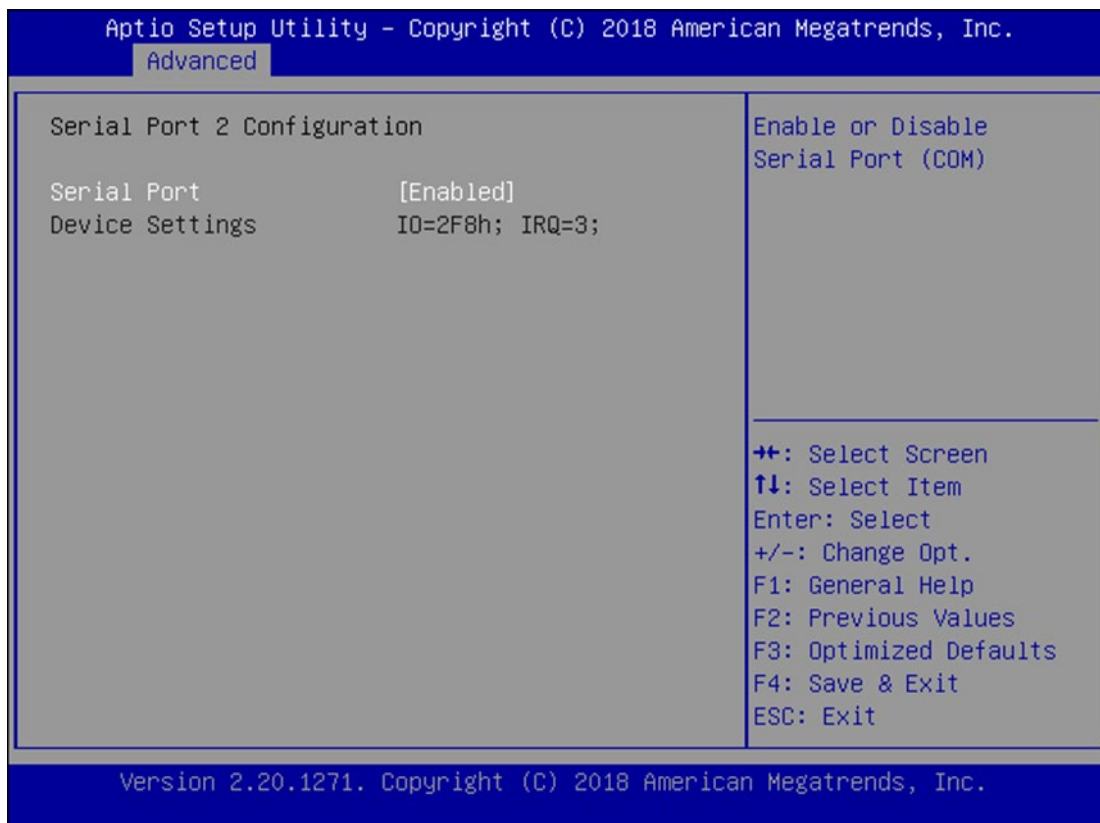 Aptio Setup Utility – Copyright (C) 2018 American Megatrends, Inc.
Advanced
Serial Port 2 Configuration
Serial Port [Enabled]
Device Settings IO=2F8h; IRQ=3;
Enable or Disable
Serial Port (COM)
→←: Select Screen
↑↓: Select Item
Enter: Select
+/-: Change Opt.
F1: General Help
F2: Previous Values
F3: Optimized Defaults
F4: Save & Exit
ESC: Exit
Version 2.20.1271. Copyright (C) 2018 American Megatrends, Inc.